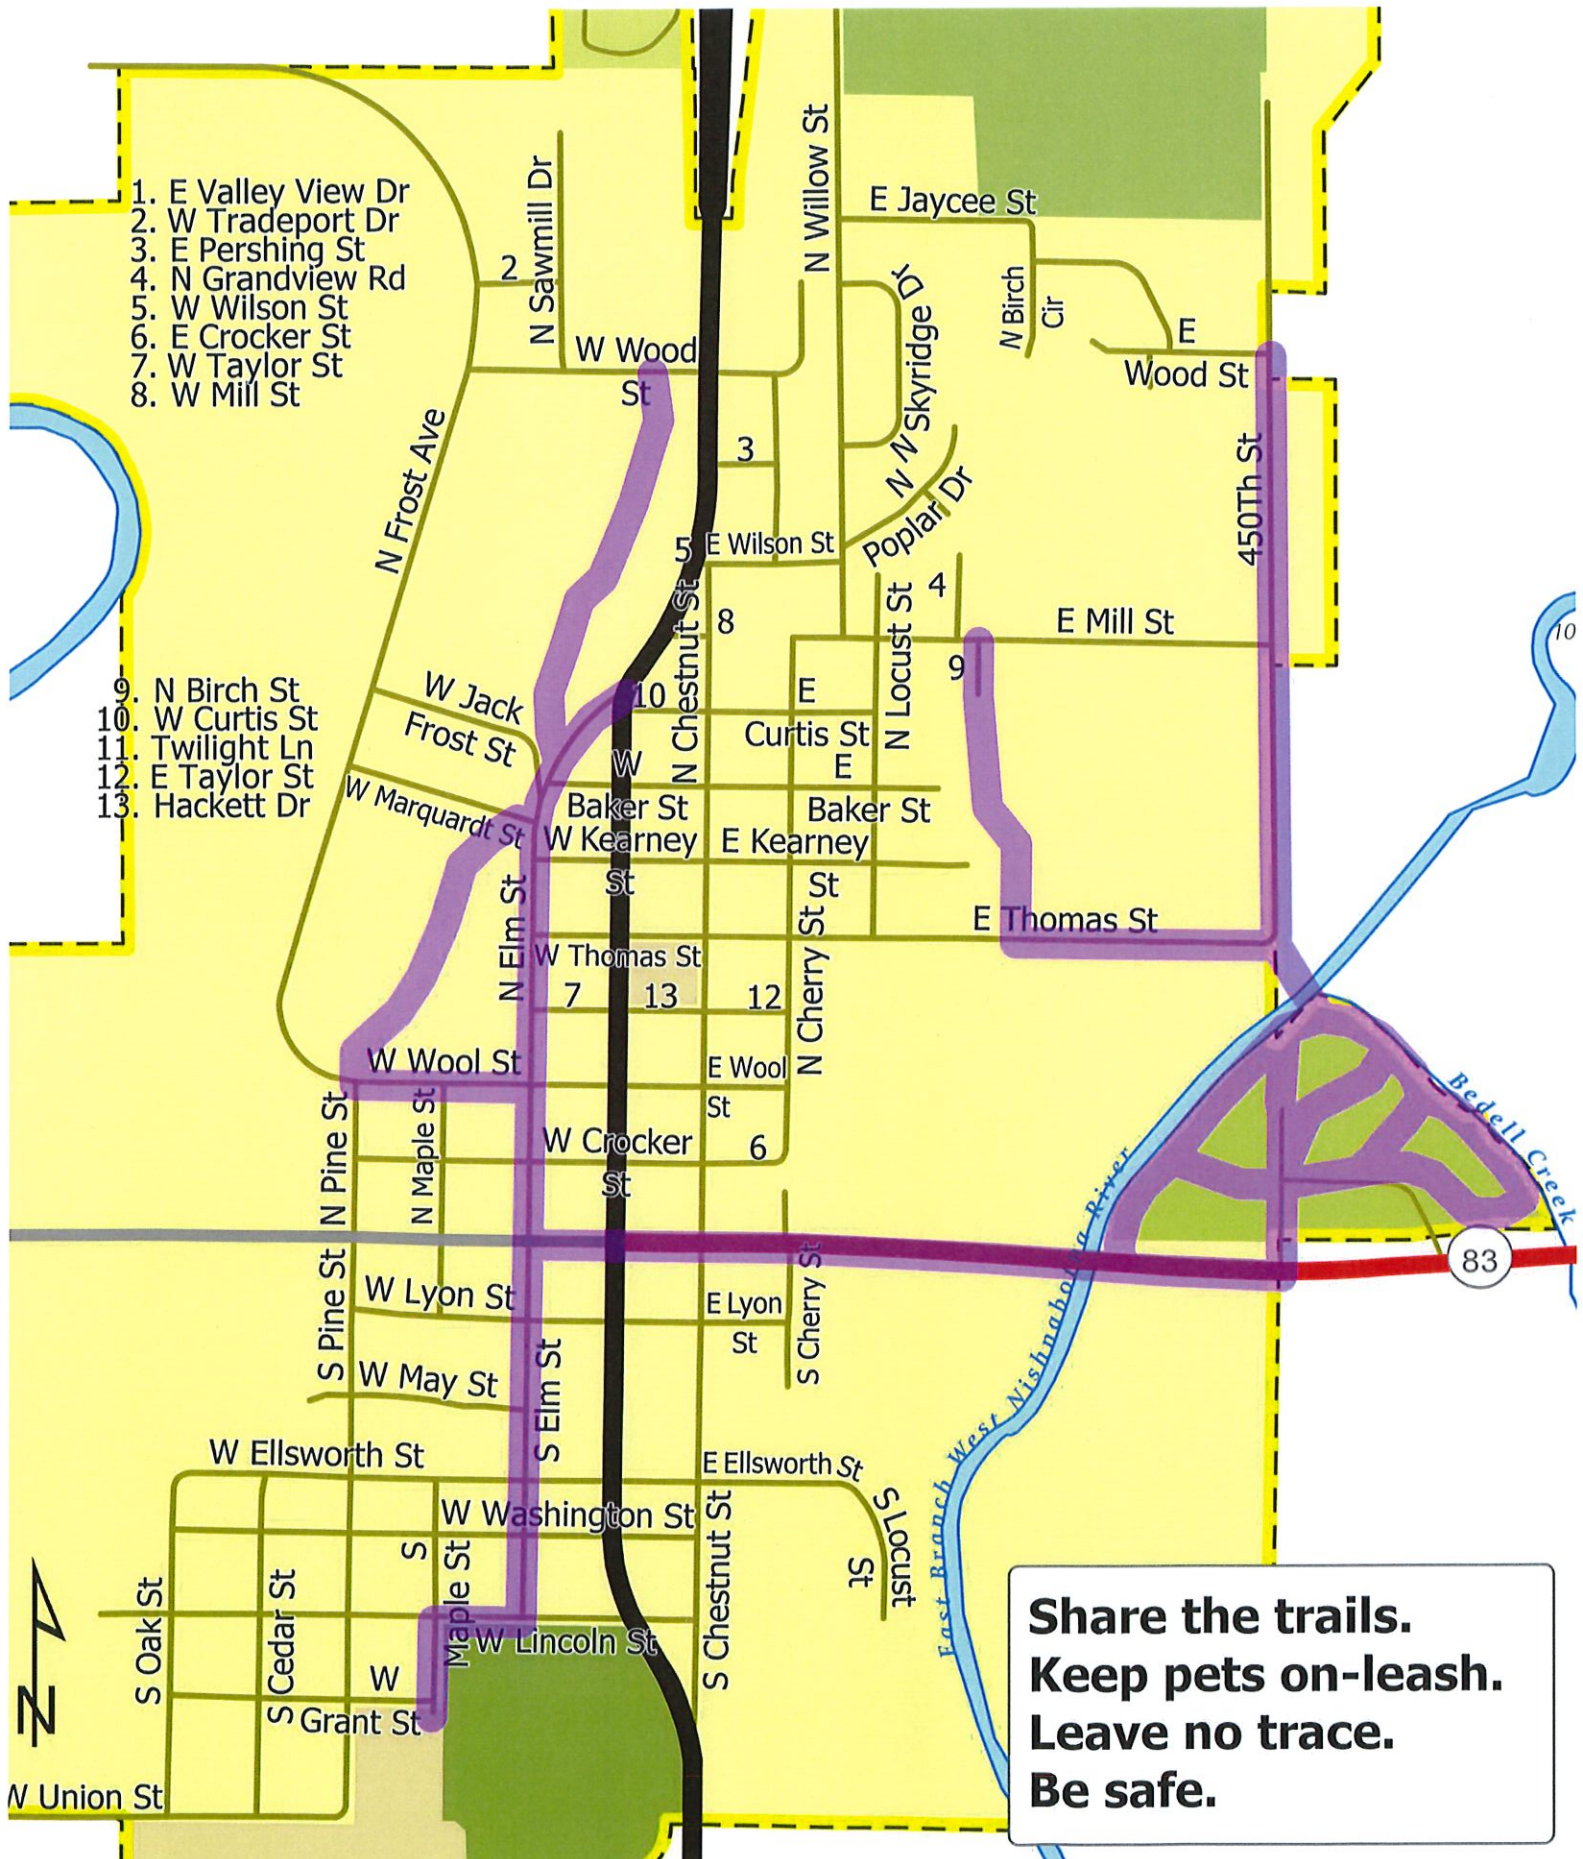 1. E Valley View Dr
2. W Tradeport Dr
3. E Pershing St
4. N Grandview Rd
5. W Wilson St
6. E Crocker St
7. W Taylor St
8. W Mill St
N Sawmill Dr
2
N Willow St
E Jaycee St
N Birch
Cir
N Skyridge Dr
E
Wood St
W Wood
St
N Frost Ave
3
450Th St
5
E Wilson St
N
Poplar Dr
4
N Locust St
8
E Mill St
N Chestnut St
9
10
9. N Birch St
10. W Curtis St
11. Twilight Ln
12. E Taylor St
13. Hackett Dr
W Jack
Frost St
10
E
Curtis St
W
Baker St
E
Baker St
W Marquardt St
W Kearney
St
E Kearney
St
N Elm St
N Cherry St
E Thomas St
W Thomas St
7
13
12
W Wool St
E Wool
St
N Pine St
N Maple St
W Crocker
St
6
East Branch West Nishnabotna River
Bedell Creek
83
S Pine St
W Lyon St
E Lyon
St
S Cherry St
W May St
S Elm St
W Ellsworth St
E Ellsworth St
S Locust
St
W Washington St
S
Maple St
S Chestnut St
S Oak St
S Cedar St
W Lincoln St
W
Grant St
N
W Union St
Share the trails.
Keep pets on-leash.
Leave no trace.
Be safe.